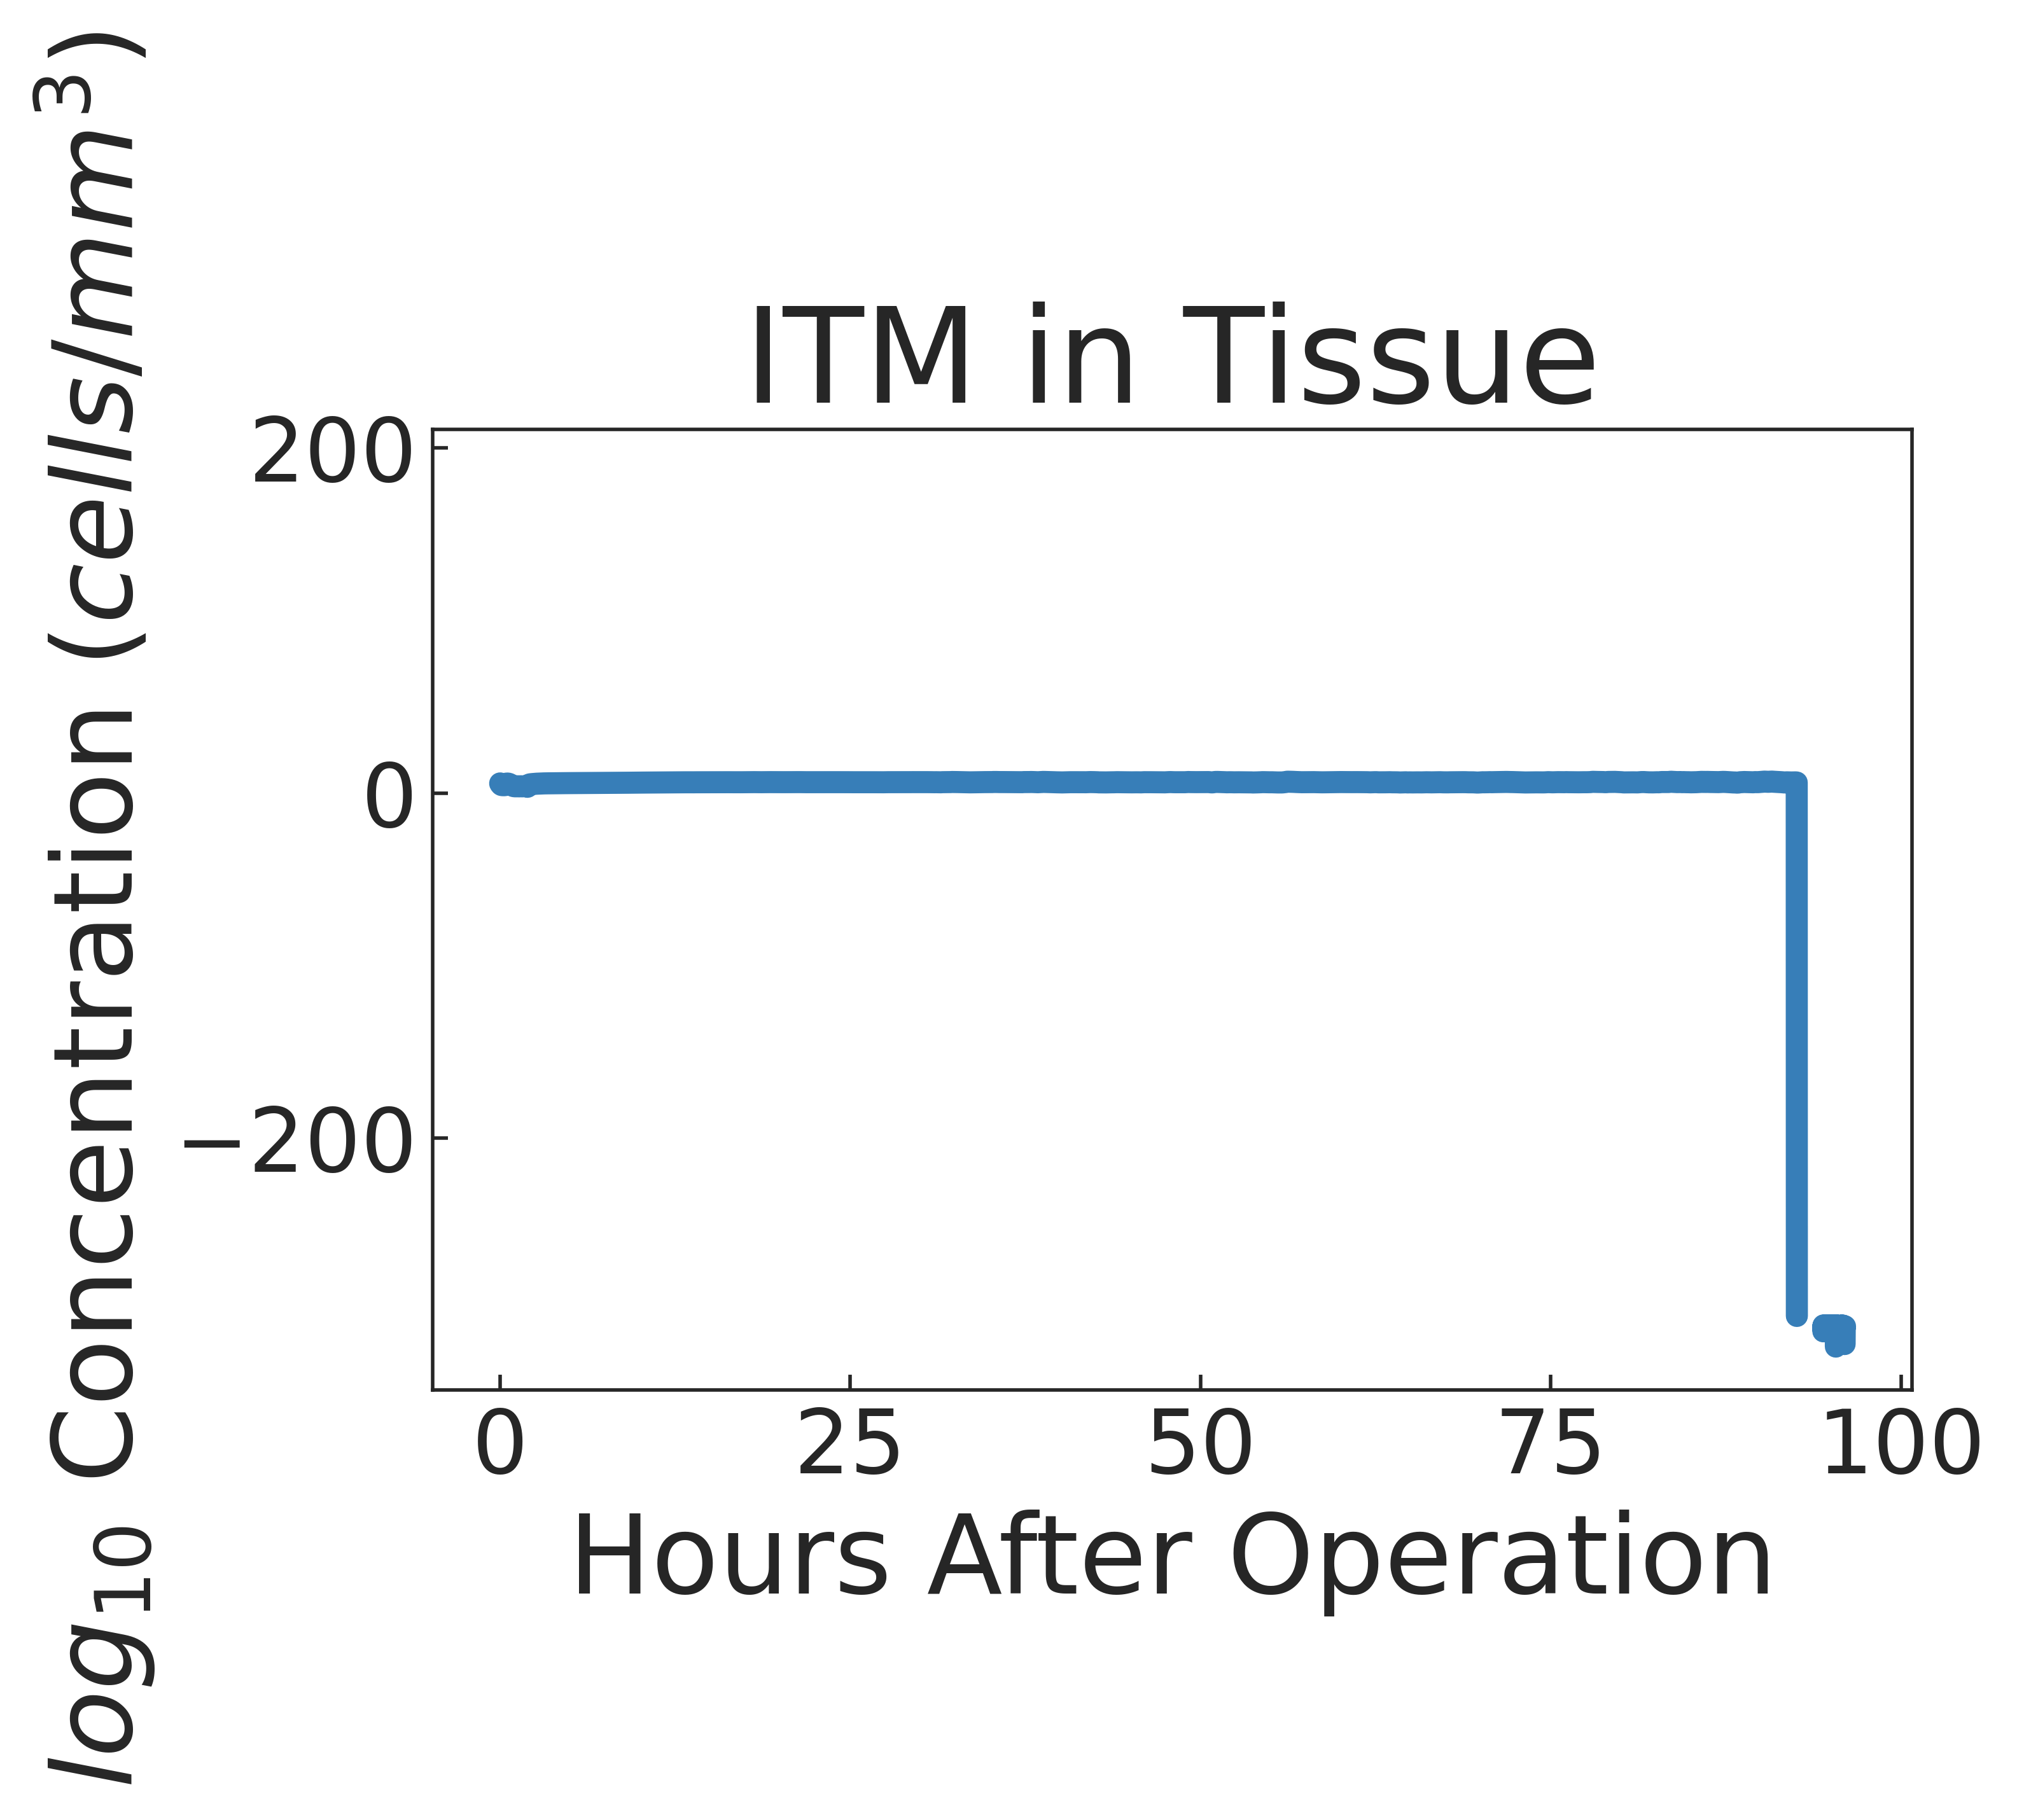 ITM in Tissue
log10 Concentration (cells/mm3)
200
0
−200
0 25 50 75 100
Hours After Operation